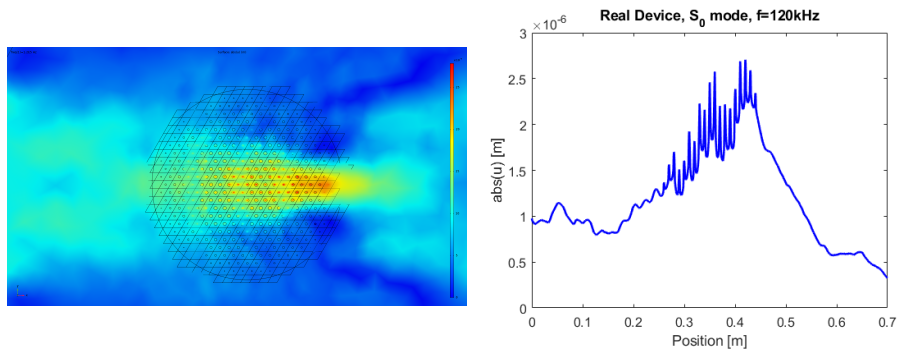 Real Device, S0 mode, f=120kHz
×10-6
3
2.5
2
1.5
1
0.5
0
abs(u) [m]
0 0.1 0.2 0.3 0.4 0.5 0.6 0.7
Position [m]